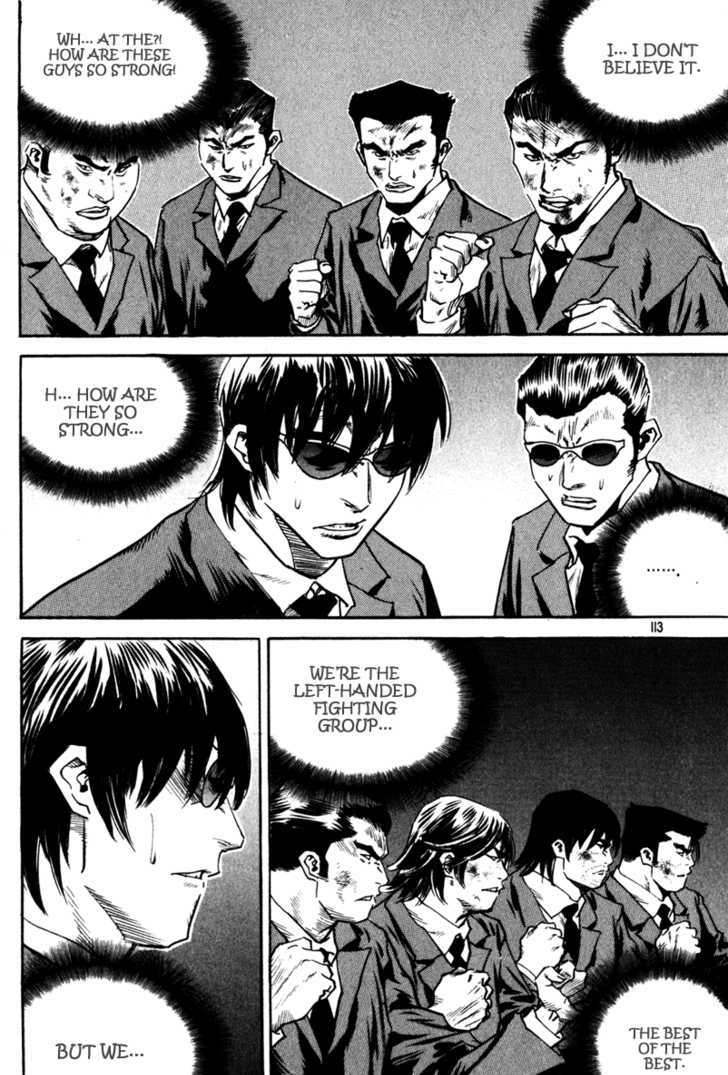 WH... AT THE?!
HOW ARE THESE
GUYS SO STRONG!
I... I DON'T
BELIEVE IT.
H... HOW ARE
THEY SO
STRONG...
.......
113
WE'RE THE
LEFT-HANDED
FIGHTING
GROUP...
BUT WE...
THE BEST
OF THE
BEST.